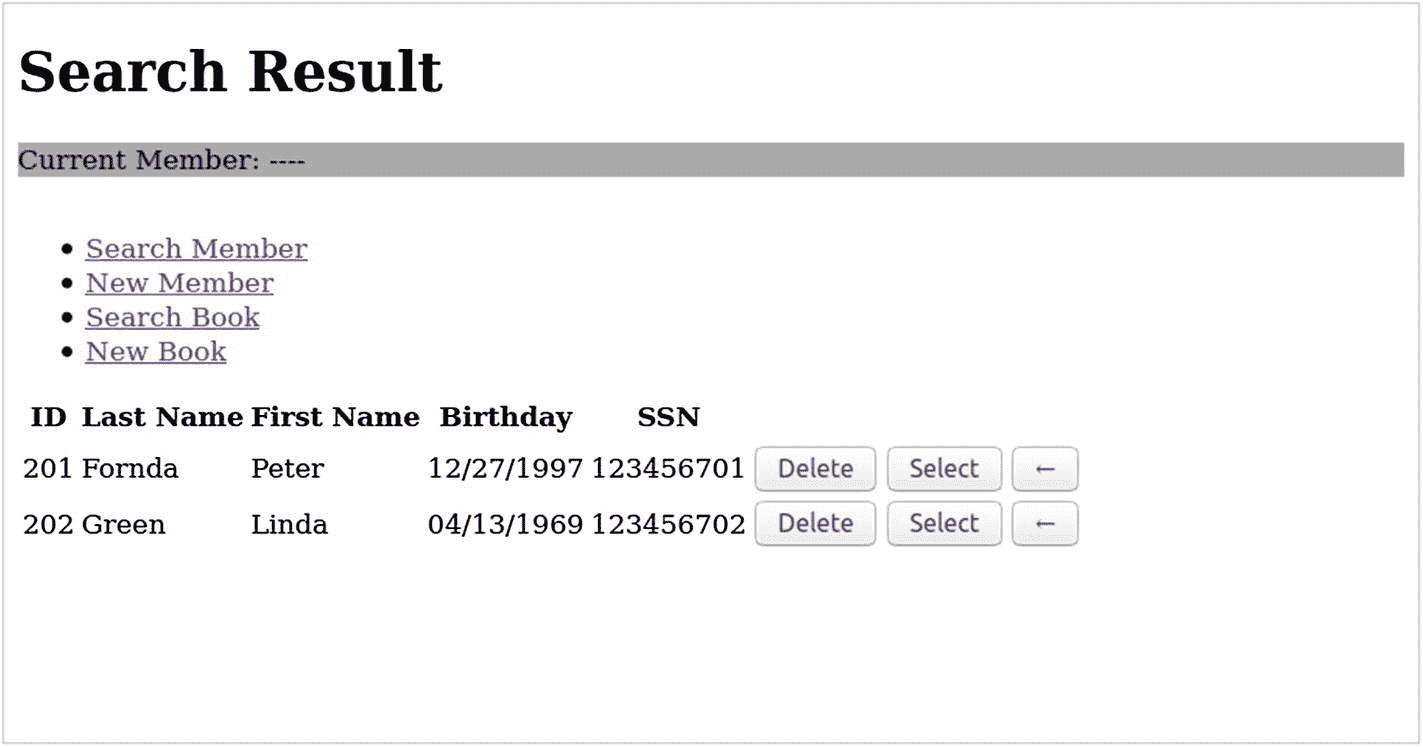 Search Result
Current Member: ----
Search Member
New Member
Search Book
New Book
ID Last Name First Name Birthday SSN
201 Fornda Peter 12/27/1997 123456701 Delete Select ←
202 Green Linda 04/13/1969 123456702 Delete Select ←